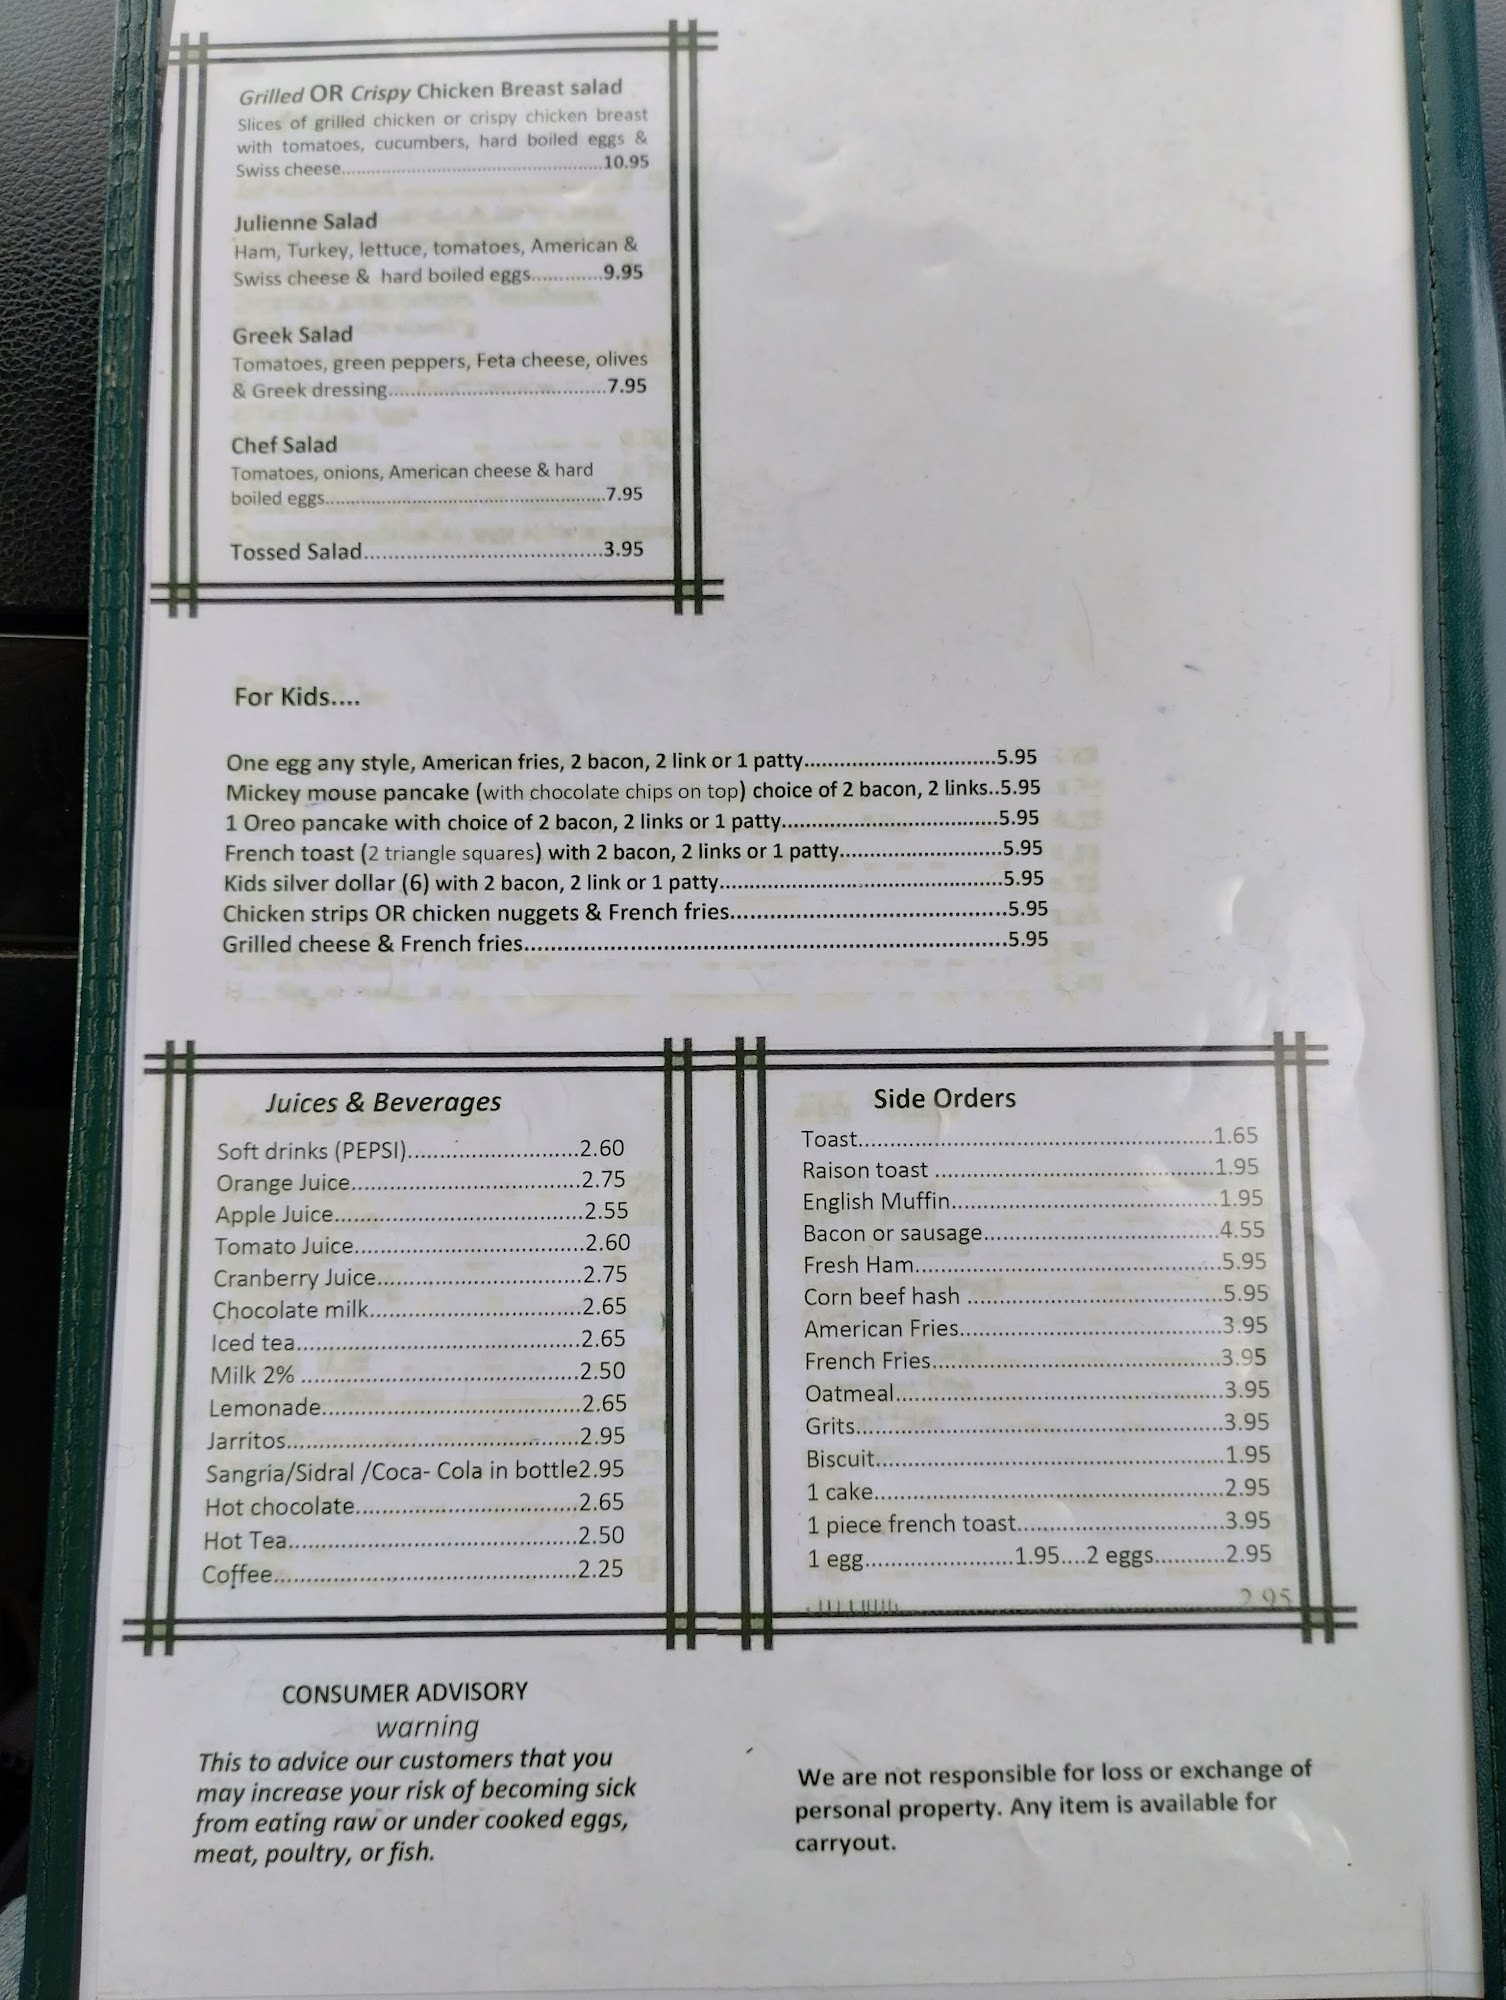 Grilled OR Crispy Chicken Breast salad
Slices of grilled chicken or crispy chicken breast
with tomatoes, cucumbers, hard boiled eggs &
Swiss cheese....................................................10.95
Julienne Salad
Ham, Turkey, lettuce, tomatoes, American &
Swiss cheese & hard boiled eggs.............9.95
Greek Salad
Tomatoes, green peppers, Feta cheese, olives
& Greek dressing.......................................7.95
Chef Salad
Tomatoes, onions, American cheese & hard
boiled eggs..................................................7.95
Tossed Salad.......................................3.95
For Kids....
One egg any style, American fries, 2 bacon, 2 link or 1 patty................................5.95
Mickey mouse pancake (with chocolate chips on top) choice of 2 bacon, 2 links..5.95
1 Oreo pancake with choice of 2 bacon, 2 links or 1 patty....................................5.95
French toast (2 triangle squares) with 2 bacon, 2 links or 1 patty...........................5.95
Kids silver dollar (6) with 2 bacon, 2 link or 1 patty...............................................5.95
Chicken strips OR chicken nuggets & French fries..............................................5.95
Grilled cheese & French fries................................................................................5.95
Juices & Beverages
Soft drinks (PEPSI)............................2.60
Orange Juice......................................2.75
Apple Juice.........................................2.55
Tomato Juice......................................2.60
Cranberry Juice..................................2.75
Chocolate milk...................................2.65
Iced tea...............................................2.65
Milk 2% ..............................................2.50
Lemonade...........................................2.65
Jarritos................................................2.95
Sangria/Sidral /Coca- Cola in bottle2.95
Hot chocolate.....................................2.65
Hot Tea...............................................2.50
Coffee..................................................2.25
Side Orders
Toast..........................................................1.65
Raison toast ..............................................1.95
English Muffin............................................1.95
Bacon or sausage.......................................4.55
Fresh Ham..................................................5.95
Corn beef hash ..........................................5.95
American Fries...........................................3.95
French Fries................................................3.95
Oatmeal......................................................3.95
Grits............................................................3.95
Biscuit.........................................................1.95
1 cake..........................................................2.95
1 piece french toast...................................3.95
1 egg........................1.95....2 eggs............2.95
2.95
CONSUMER ADVISORY
warning
This to advice our customers that you
may increase your risk of becoming sick
from eating raw or under cooked eggs,
meat, poultry, or fish.
We are not responsible for loss or exchange of
personal property. Any item is available for
carryout.